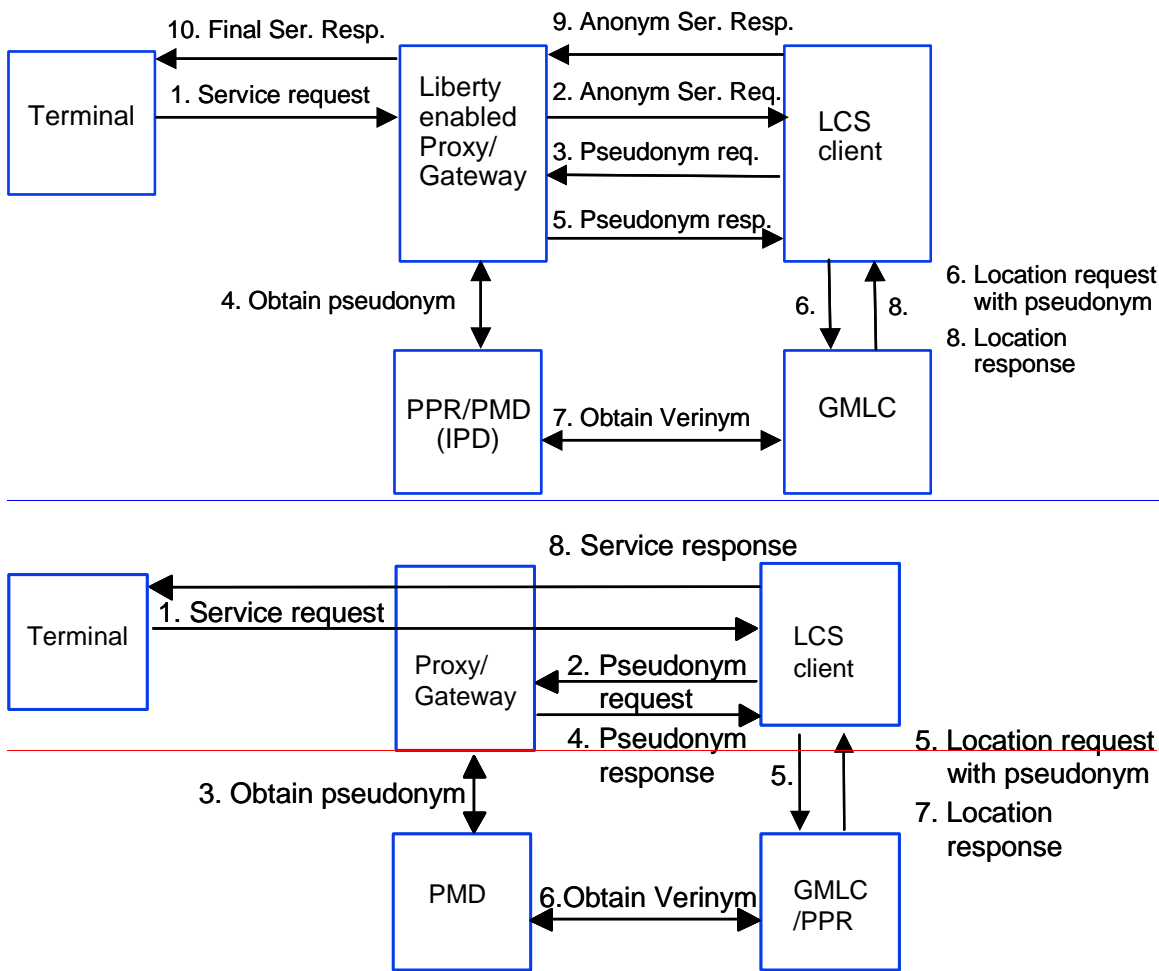 10. Final Ser. Resp.
9. Anonym Ser. Resp.
Terminal
1. Service request
Liberty
enabled
Proxy/
Gateway
2. Anonym Ser. Req.
3. Pseudonym req.
5. Pseudonym resp.
LCS
client
4. Obtain pseudonym
6.
8.
6. Location request
with pseudonym
8. Location
response
PPR/PMD
(IPD)
7. Obtain Verinym
GMLC
8. Service response
Terminal
1. Service request
Proxy/
Gateway
2. Pseudonym
request
4. Pseudonym
response
LCS
client
3. Obtain pseudonym
5.
5. Location request
with pseudonym
7. Location
response
PMD
6.Obtain Verinym
GMLC
/PPR